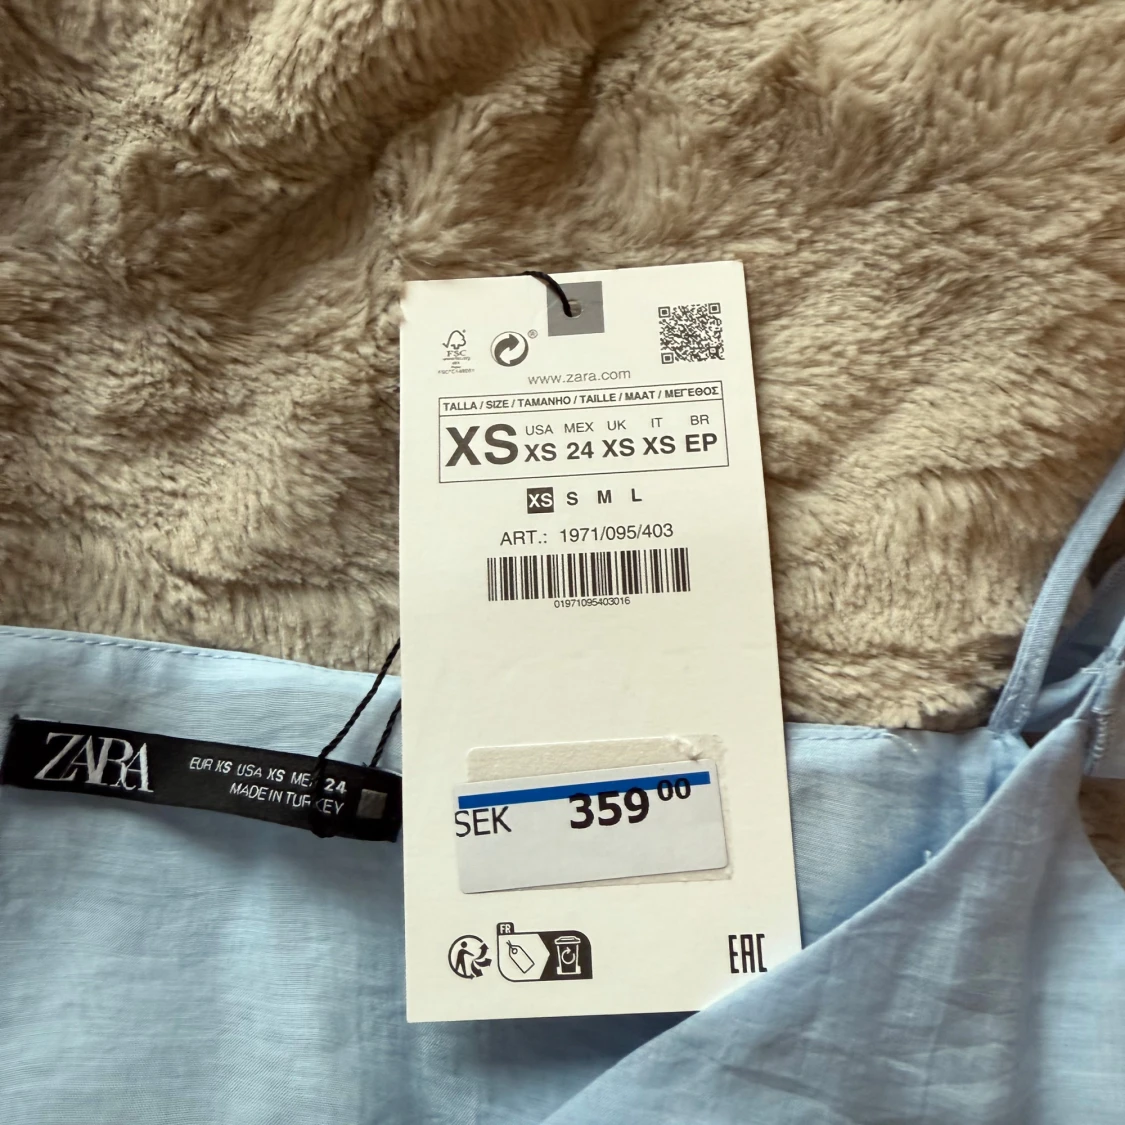 FSC
www.zara.com
TALLA / SIZE / TAMANHO / TAILLE / MAAT / ΜΕΓΕΘΟΣ
XS
USA MEX UK IT BR
XS 24 XS XS EP
XS S M L
ART.: 1971/095/403
01971095403016
SEK 359 00
FR
EAC
ZARA
EUR XS USA XS MEX 24
MADE IN TURKEY